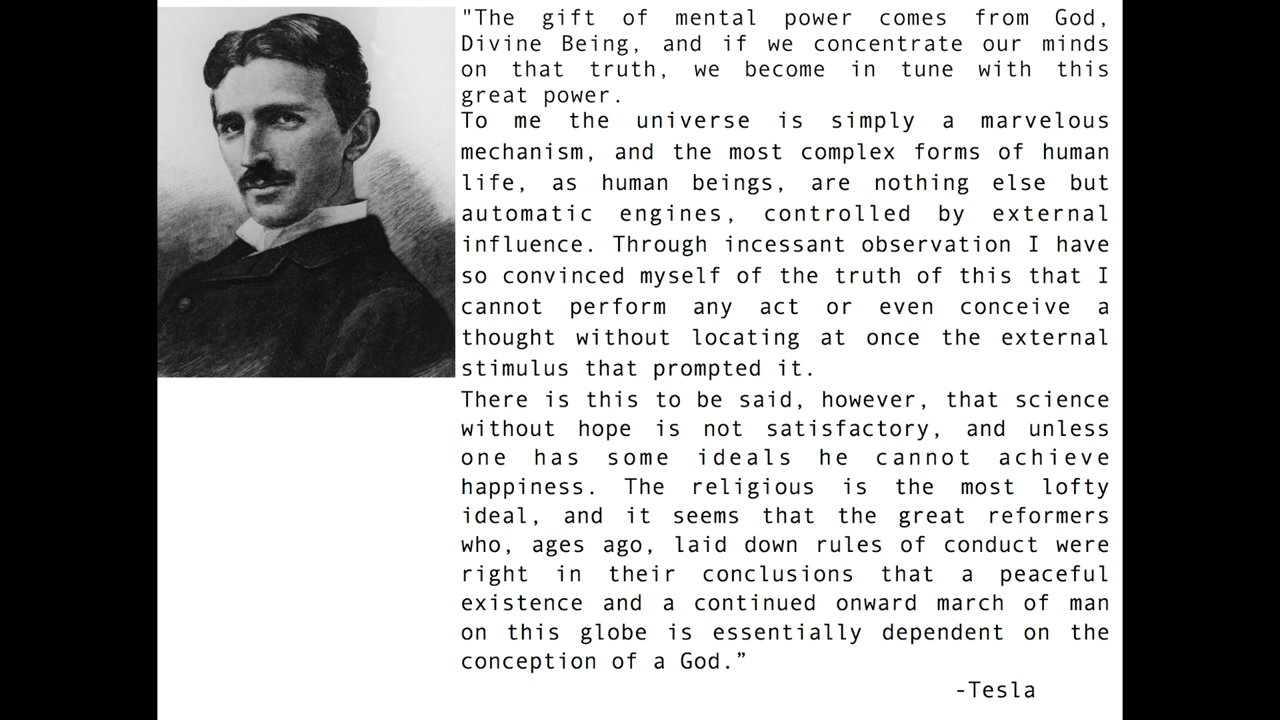 "The gift of mental power comes from God,
Divine Being, and if we concentrate our minds
on that truth, we become in tune with this
great power.
To me the universe is simply a marvelous
mechanism, and the most complex forms of human
life, as human beings, are nothing else but
automatic engines, controlled by external
influence. Through incessant observation I have
so convinced myself of the truth of this that I
cannot perform any act or even conceive a
thought without locating at once the external
stimulus that prompted it.
There is this to be said, however, that science
without hope is not satisfactory, and unless
one has some ideals he cannot achieve
happiness. The religious is the most lofty
ideal, and it seems that the great reformers
who, ages ago, laid down rules of conduct were
right in their conclusions that a peaceful
existence and a continued onward march of man
on this globe is essentially dependent on the
conception of a God.”
-Tesla